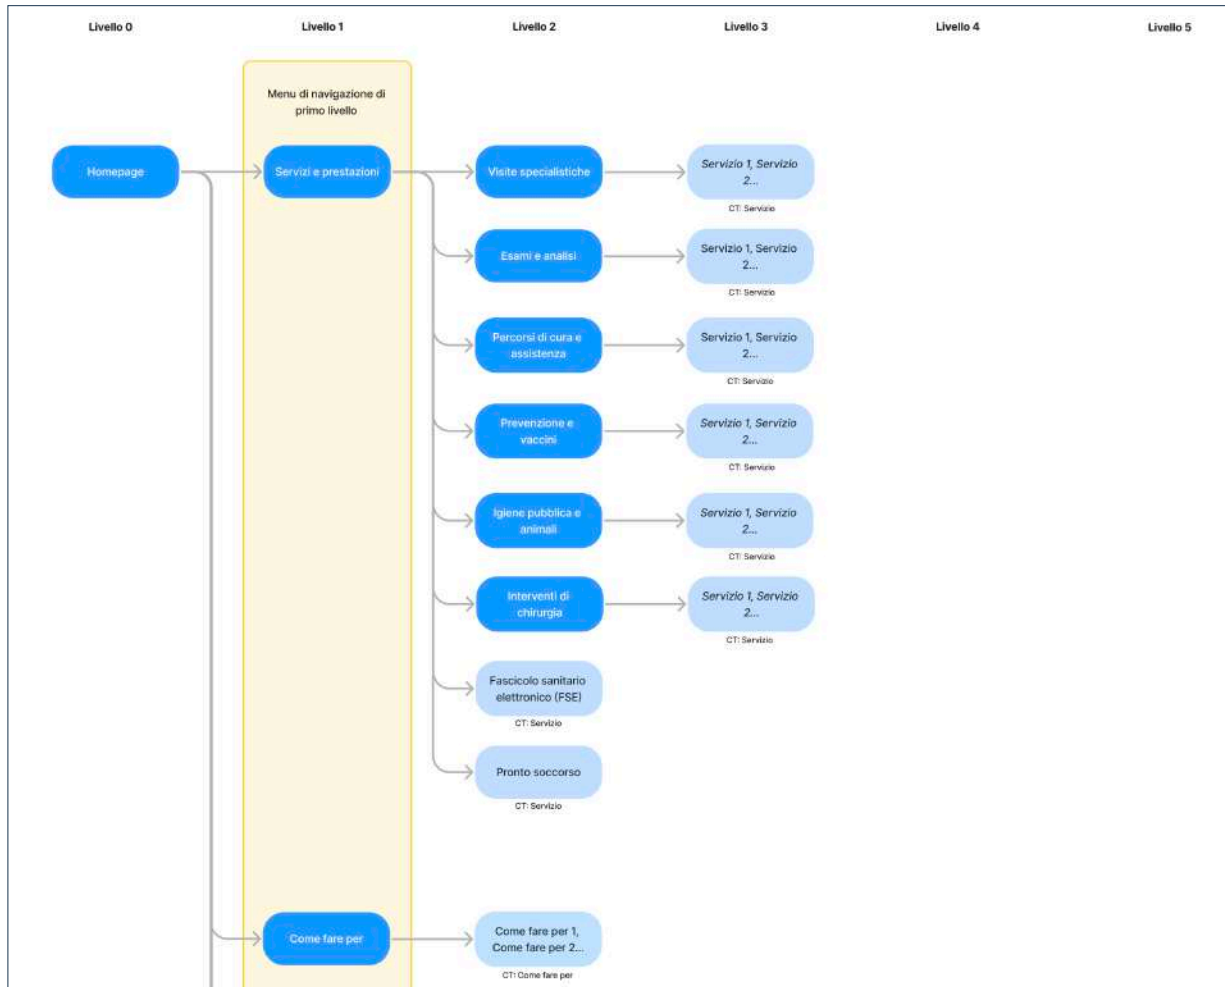 Livello 0
Livello 1
Livello 2
Livello 3
Livello 4
Livello 5
Menu di navigazione di
primo livello
Homepage
Servizi e prestazioni
Visite specialistiche
Servizio 1, Servizio
2...
CT: Servizio
Esami e analisi
Servizio 1, Servizio
2...
CT: Servizio
Percorsi di cura e
assistenza
Servizio 1, Servizio
2...
CT: Servizio
Prevenzione e
vaccini
Servizio 1, Servizio
2...
CT: Servizio
Igiene pubblica e
animali
Servizio 1, Servizio
2...
CT: Servizio
Interventi di
chirurgia
Servizio 1, Servizio
2...
CT: Servizio
Fascicolo sanitario
elettronico (FSE)
CT: Servizio
Pronto soccorso
CT: Servizio
Come fare per
Come fare per 1,
Come fare per 2...
CT: Come fare per